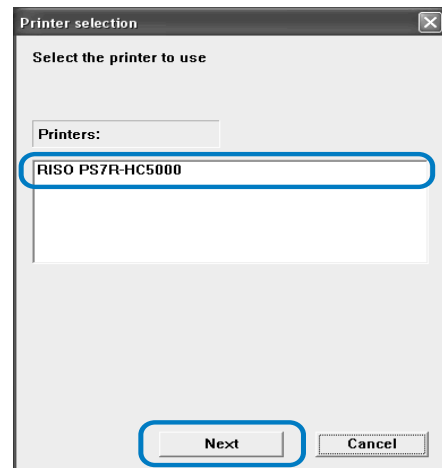 Printer selection
Select the printer to use
Printers:
RISO PS7R-HC5000
Next
Cancel